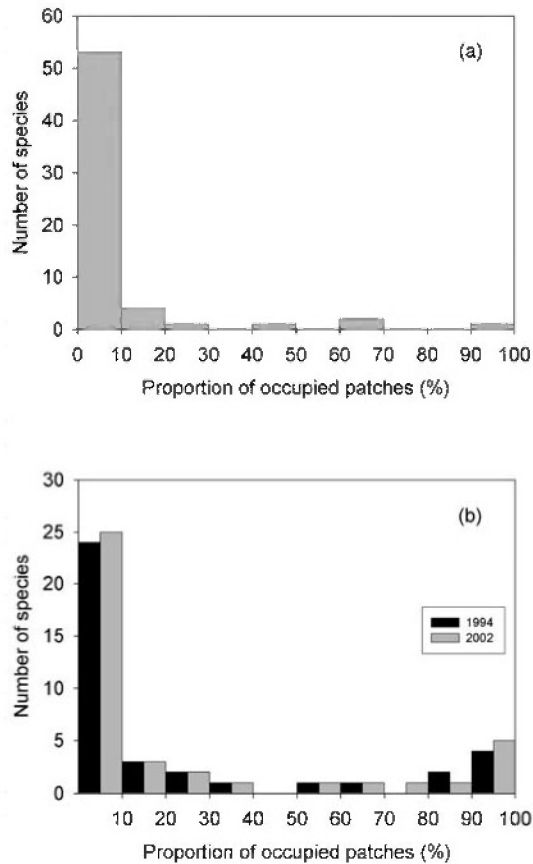 60
50
40
30
20
10
0
Number of species
(a)
0 10 20 30 40 50 60 70 80 90 100
Proportion of occupied patches (%)
30
25
20
15
10
5
0
Number of species
(b)
1994
2002
10 20 30 40 50 60 70 80 90 100
Proportion of occupied patches (%)